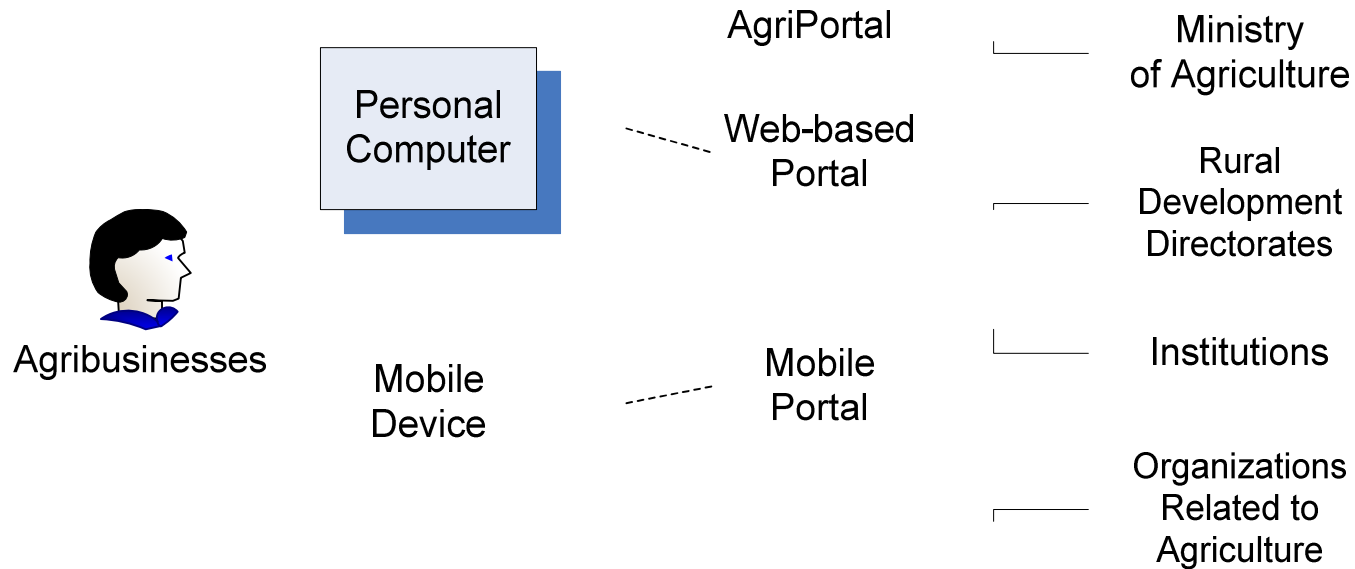 AgriPortal
Ministry
of Agriculture
Personal
Computer
Web-based
Portal
Rural
Development
Directorates
Agribusinesses
Mobile
Device
Mobile
Portal
Institutions
Organizations
Related to
Agriculture